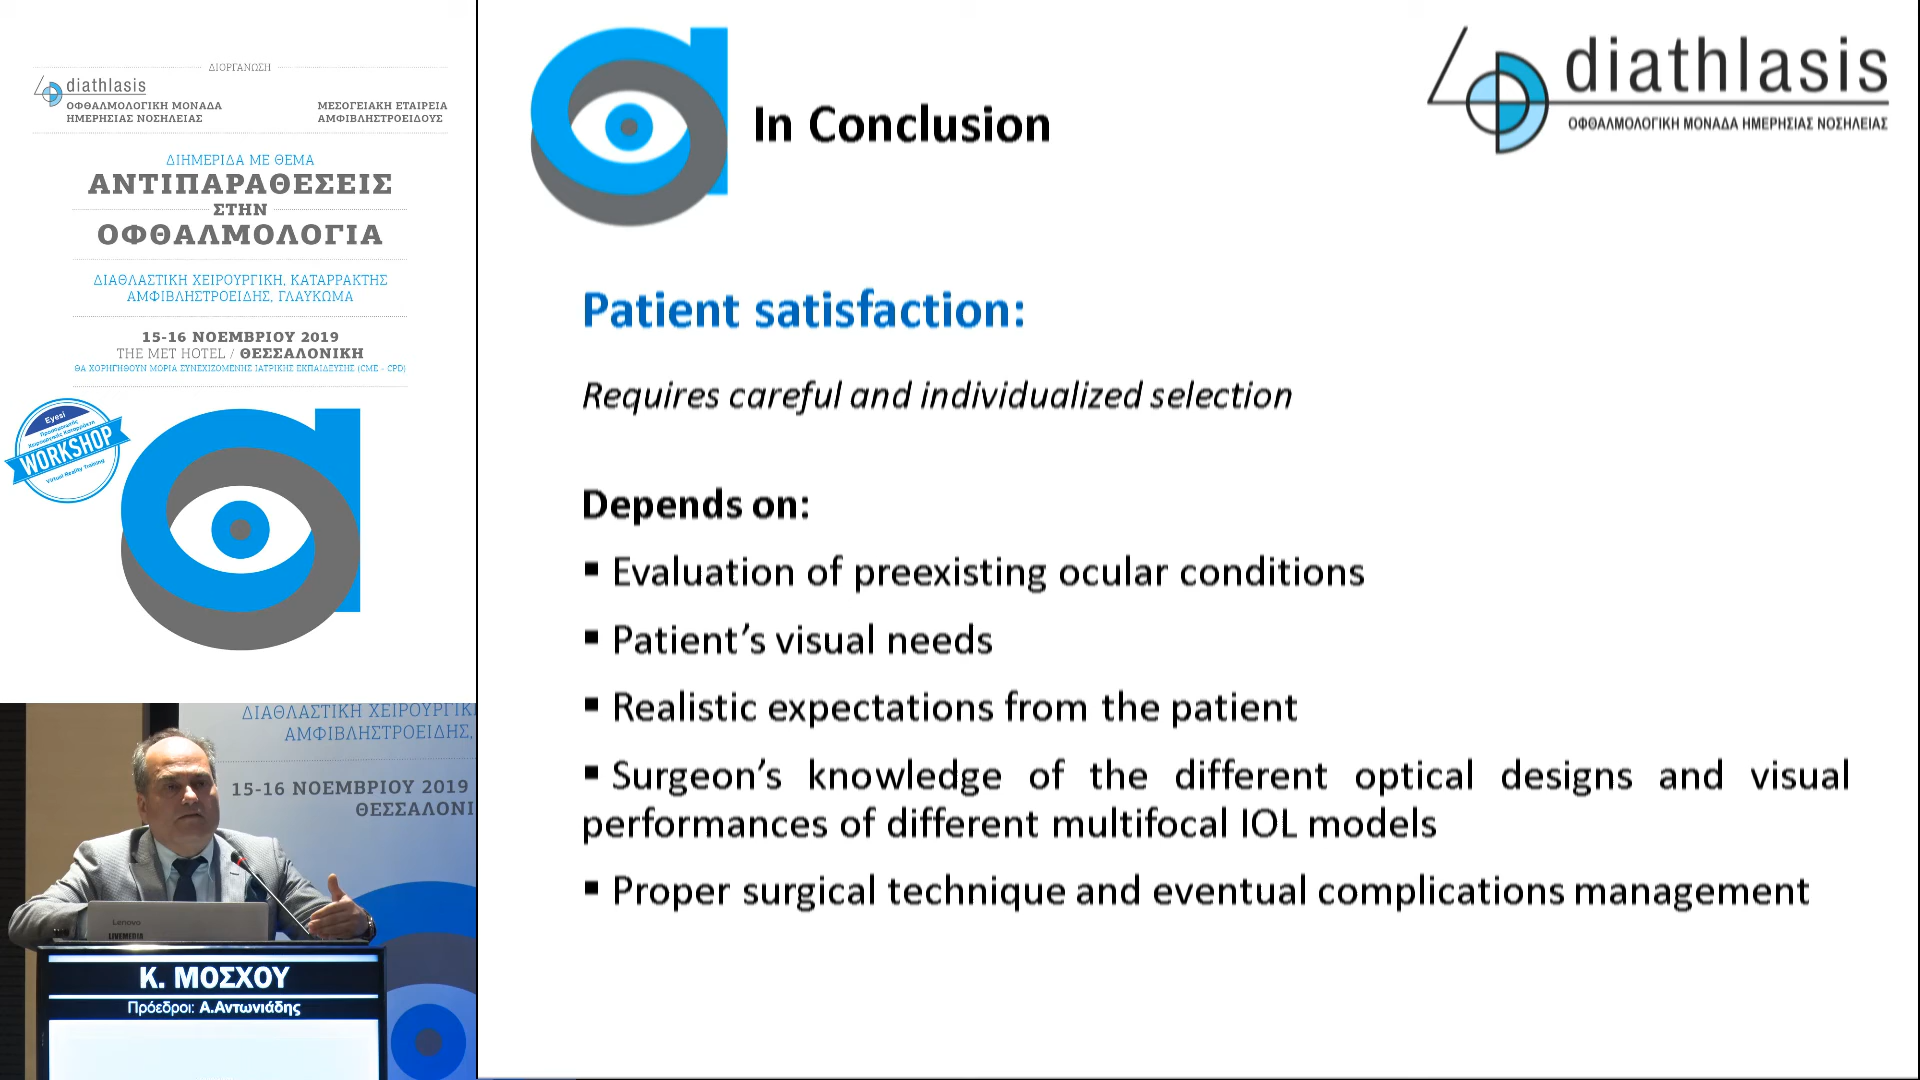 ΔΙΟΡΓΑΝΩΣΗ
diathlasis
ΟΦΘΑΛΜΟΛΟΓΙΚΗ ΜΟΝΑΔΑ
ΗΜΕΡΗΣΙΑΣ ΝΟΣΗΛΕΙΑΣ
ΜΕΣΟΓΕΙΑΚΗ ΕΤΑΙΡΕΙΑ
ΑΜΦΙΒΛΗΣΤΡΟΕΙΔΟΥΣ
ΔΙΗΜΕΡΙΔΑ ΜΕ ΘΕΜΑ
ΑΝΤΙΠΑΡΑΘΕΣΕΙΣ
ΣΤΗΝ
ΟΦΘΑΛΜΟΛΟΓΙΑ
ΔΙΑΘΛΑΣΤΙΚΗ ΧΕΙΡΟΥΡΓΙΚΗ, ΚΑΤΑΡΡΑΚΤΗΣ
ΑΜΦΙΒΛΗΣΤΡΟΕΙΔΗΣ, ΓΛΑΥΚΩΜΑ
15-16 ΝΟΕΜΒΡΙΟΥ 2019
THE MET HOTEL / ΘΕΣΣΑΛΟΝΙΚΗ
ΘΑ ΧΟΡΗΓΗΘΟΥΝ ΜΟΡΙΑ ΣΥΝΕΧΙΖΟΜΕΝΗΣ ΙΑΤΡΙΚΗΣ ΕΚΠΑΙΔΕΥΣΗΣ (CME - CPD)
Eyesi
WORKSHOP
Virtual Reality Training
ΔΙΑΘΛΑΣΤΙΚΗ ΧΕΙΡΟΥΡΓΙΚ
ΑΜΦΙΒΛΗΣΤΡΟΕΙΔΗΣ,
15-16 ΝΟΕΜΒΡΙΟΥ 2019
ΘΕΣΣΑΛΟΝΙ
Lenovo
LIVEMEDIA
Κ. ΜΟΣΧΟΥ
Πρόεδροι: Α.Αντωνιάδης
In Conclusion
diathlasis
ΟΦΘΑΛΜΟΛΟΓΙΚΗ ΜΟΝΑΔΑ ΗΜΕΡΗΣΙΑΣ ΝΟΣΗΛΕΙΑΣ
Patient satisfaction:
Requires careful and individualized selection
Depends on:
▪ Evaluation of preexisting ocular conditions
▪ Patient’s visual needs
▪ Realistic expectations from the patient
▪ Surgeon’s knowledge of the different optical designs and visual
performances of different multifocal IOL models
▪ Proper surgical technique and eventual complications management